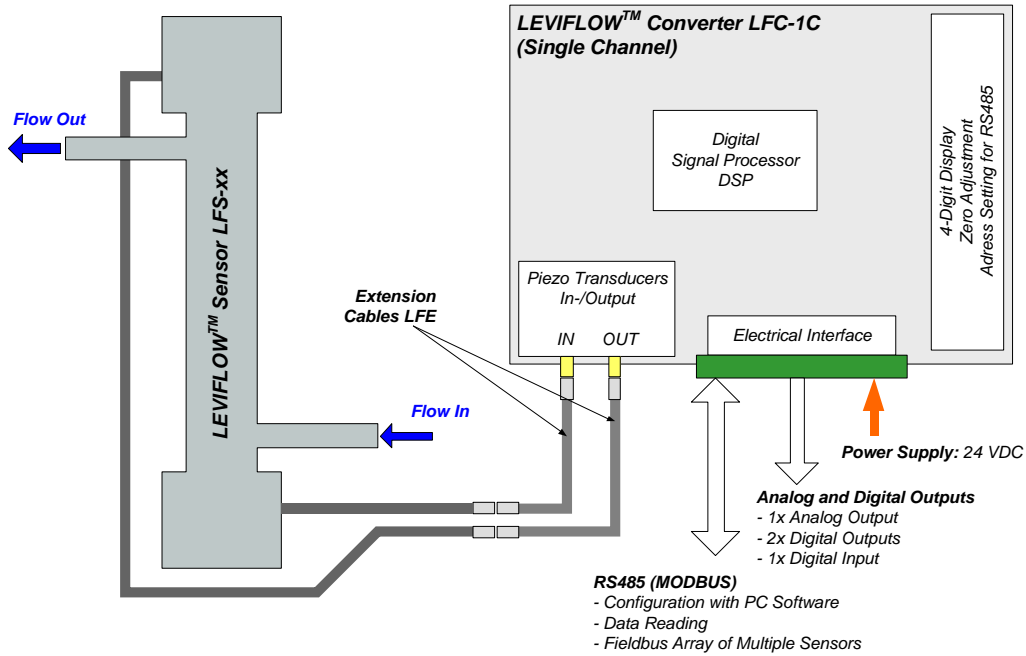 LEVIFLOW™ Converter LFC-1C
(Single Channel)
4-Digit Display
Zero Adjustment
Adress Setting for RS485
Digital
Signal Processor
DSP
Flow Out
LEVIFLOW™ Sensor LFS-xx
Piezo Transducers
In-/Output
IN OUT
Extension
Cables LFE
Electrical Interface
Flow In
Power Supply: 24 VDC
Analog and Digital Outputs
- 1x Analog Output
- 2x Digital Outputs
- 1x Digital Input
RS485 (MODBUS)
- Configuration with PC Software
- Data Reading
- Fieldbus Array of Multiple Sensors